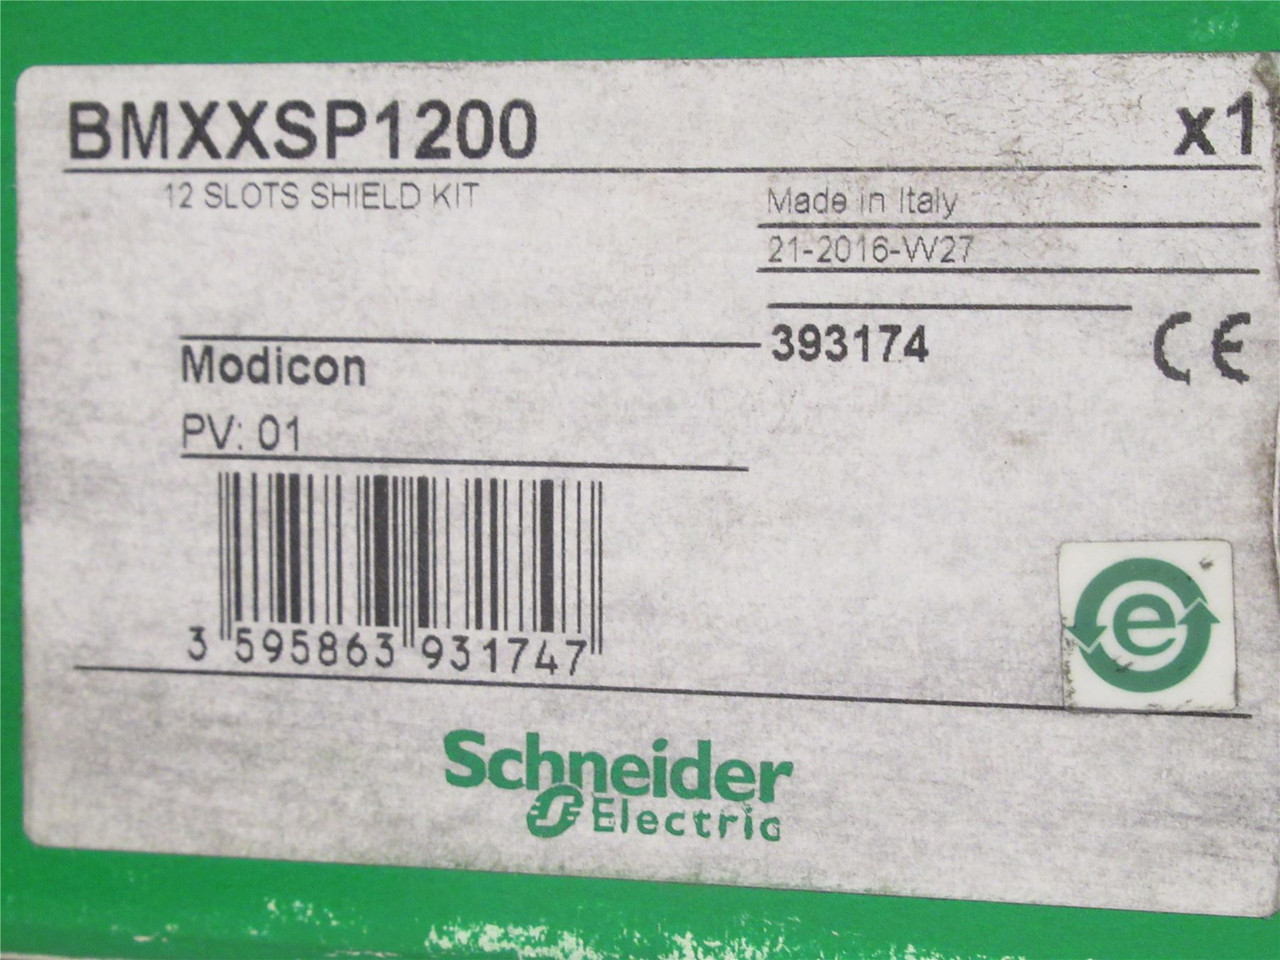 BMXXSP1200 x1
12 SLOTS SHIELD KIT
Made in Italy
21-2016-W27
393174 CE
Modicon
PV: 01
3 595863 931747
e
Schneider
Electric